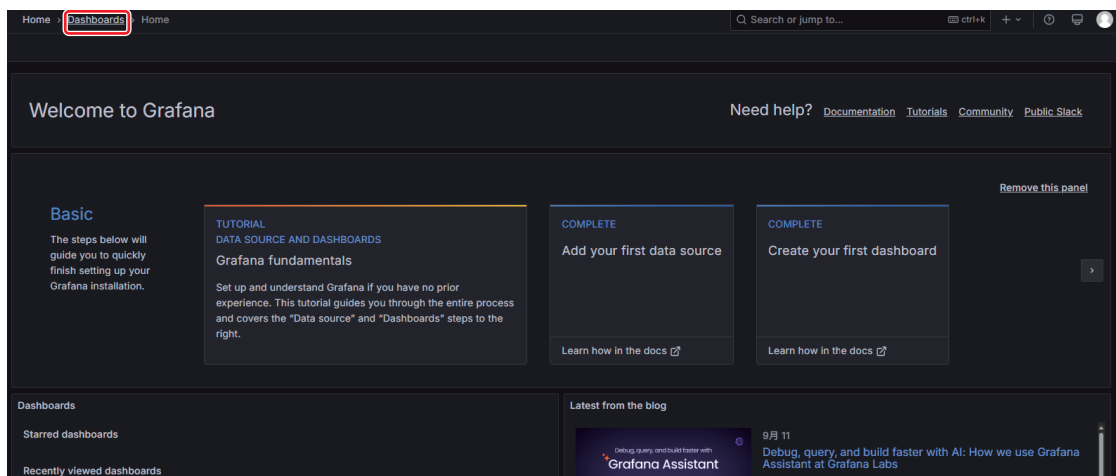 Home › Dashboards › Home
Search or jump to...
ctrl+k
Welcome to Grafana
Need help? Documentation Tutorials Community Public Slack
Remove this panel
Basic
The steps below will
guide you to quickly
finish setting up your
Grafana installation.
TUTORIAL
DATA SOURCE AND DASHBOARDS
Grafana fundamentals
Set up and understand Grafana if you have no prior
experience. This tutorial guides you through the entire process
and covers the "Data source" and "Dashboards" steps to the
right.
COMPLETE
Add your first data source
Learn how in the docs
COMPLETE
Create your first dashboard
Learn how in the docs
Dashboards
Starred dashboards
Recently viewed dashboards
Latest from the blog
Debug, query, and build faster with
Grafana Assistant
9月 11
Debug, query, and build faster with AI: How we use Grafana
Assistant at Grafana Labs